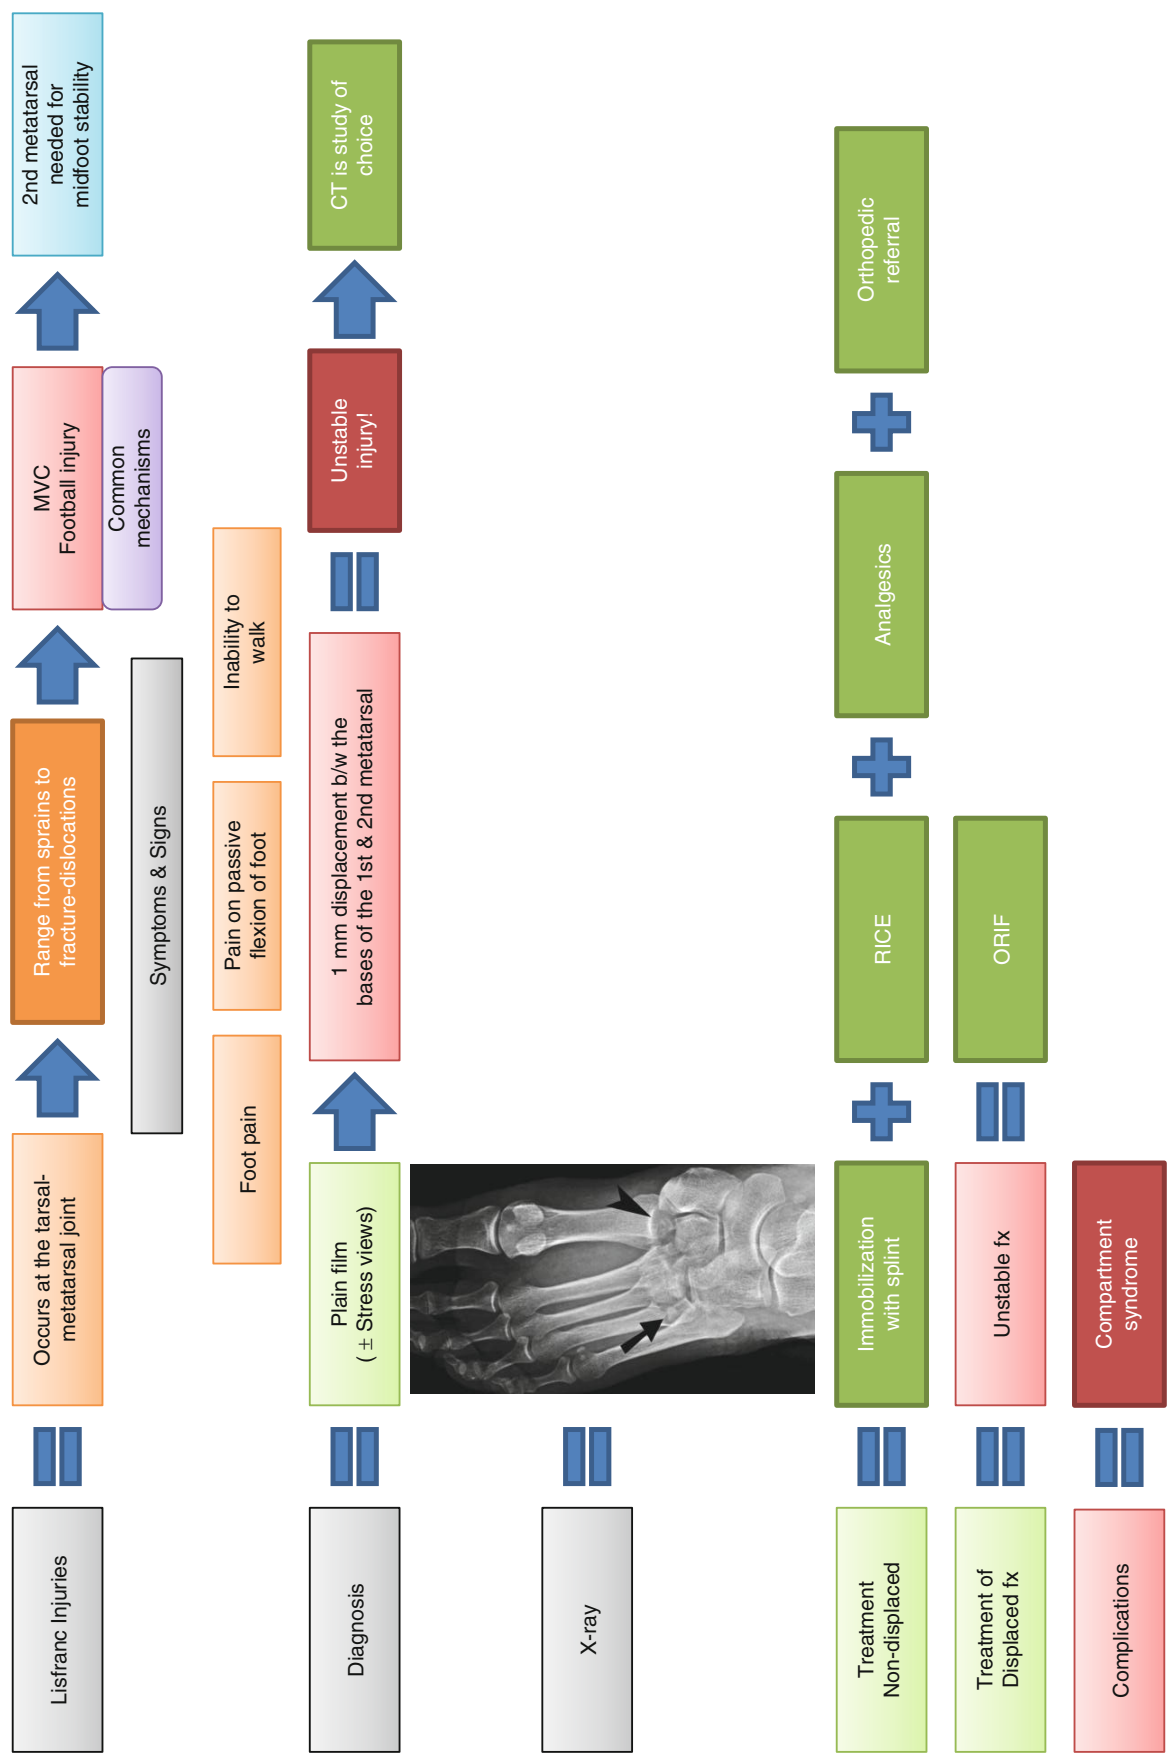 Lisfranc Injuries
Occurs at the tarsal-
metatarsal joint
Range from sprains to
fracture-dislocations
MVC
Football injury
Common
mechanisms
2nd metatarsal
needed for
midfoot stability
Symptoms & Signs
Foot pain
Pain on passive
flexion of foot
Inability to
walk
Diagnosis
Plain film
( ± Stress views)
1 mm displacement b/w the
bases of the 1st & 2nd metatarsal
Unstable
injury!
CT is study of
choice
X-ray
Treatment
Non-displaced
Immobilization
with splint
RICE
Analgesics
Orthopedic
referral
Treatment of
Displaced fx
Unstable fx
ORIF
Complications
Compartment
syndrome